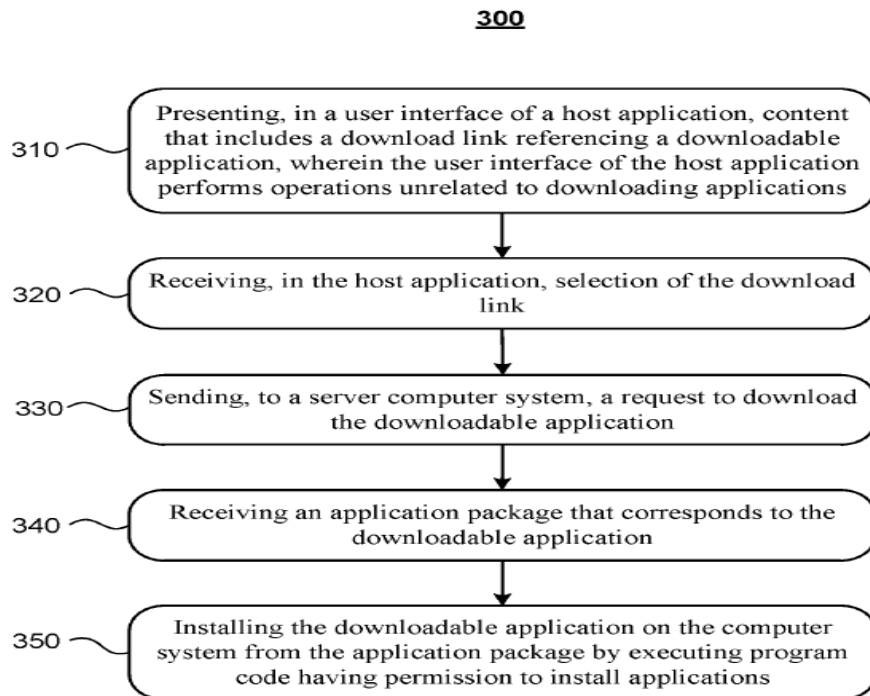 300
310
Presenting, in a user interface of a host application, content
that includes a download link referencing a downloadable
application, wherein the user interface of the host application
performs operations unrelated to downloading applications
320
Receiving, in the host application, selection of the download
link
330
Sending, to a server computer system, a request to download
the downloadable application
340
Receiving an application package that corresponds to the
downloadable application
350
Installing the downloadable application on the computer
system from the application package by executing program
code having permission to install applications